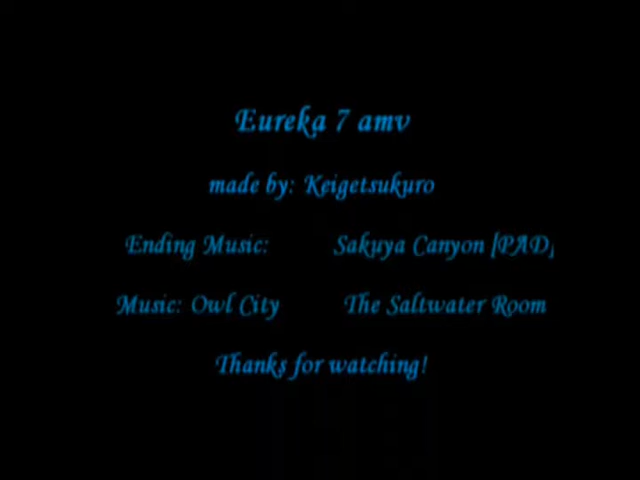 Eureka 7 amv
made by: Keigetsukuro
Ending Music: Sakuya Canyon [PAD]
Music: Owl City The Saltwater Room
Thanks for watching!